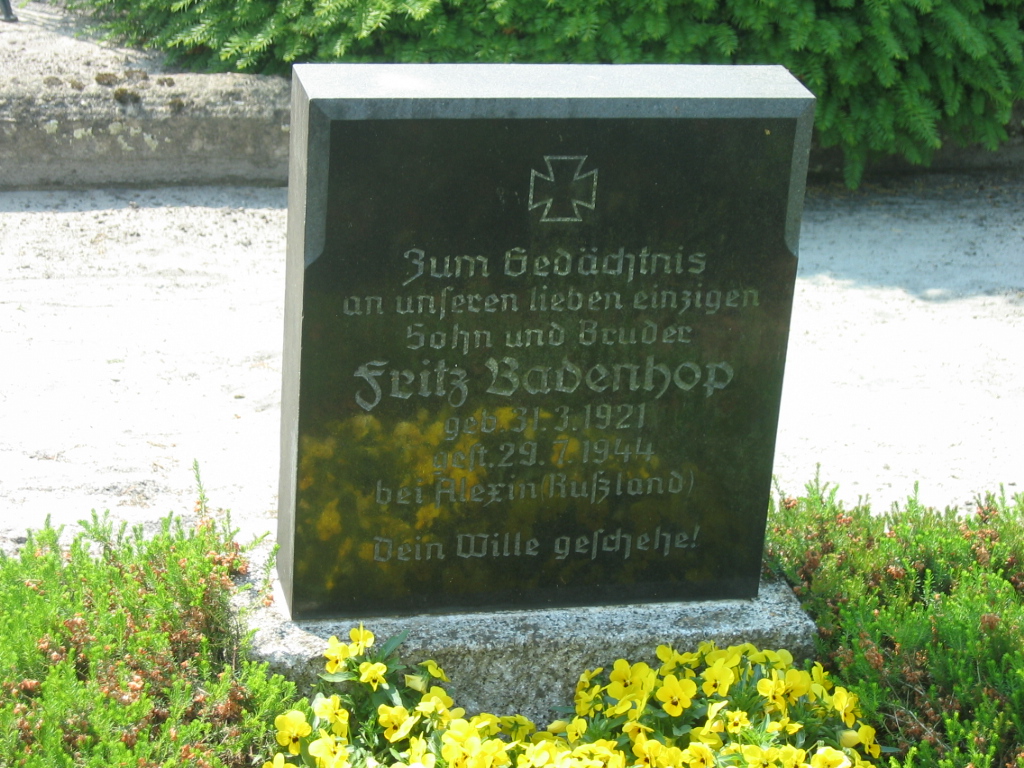 Zum Gedächtnis
an unſeren lieben einzigen
Sohn und Bruder
Fritz Badenhop
geb. 31.3.1921
geſt. 29.7.1944
bei Alexin (Rußland)
Dein Wille geſchehe!